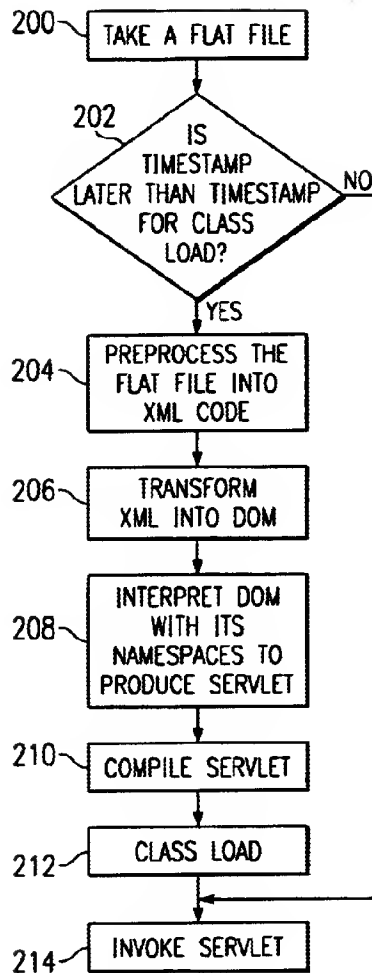 200
TAKE A FLAT FILE
202
IS
TIMESTAMP
LATER THAN TIMESTAMP
FOR CLASS
LOAD?
NO
YES
204
PREPROCESS THE
FLAT FILE INTO
XML CODE
206
TRANSFORM
XML INTO DOM
208
INTERPRET DOM
WITH ITS
NAMESPACES TO
PRODUCE SERVLET
210
COMPILE SERVLET
212
CLASS LOAD
214
INVOKE SERVLET